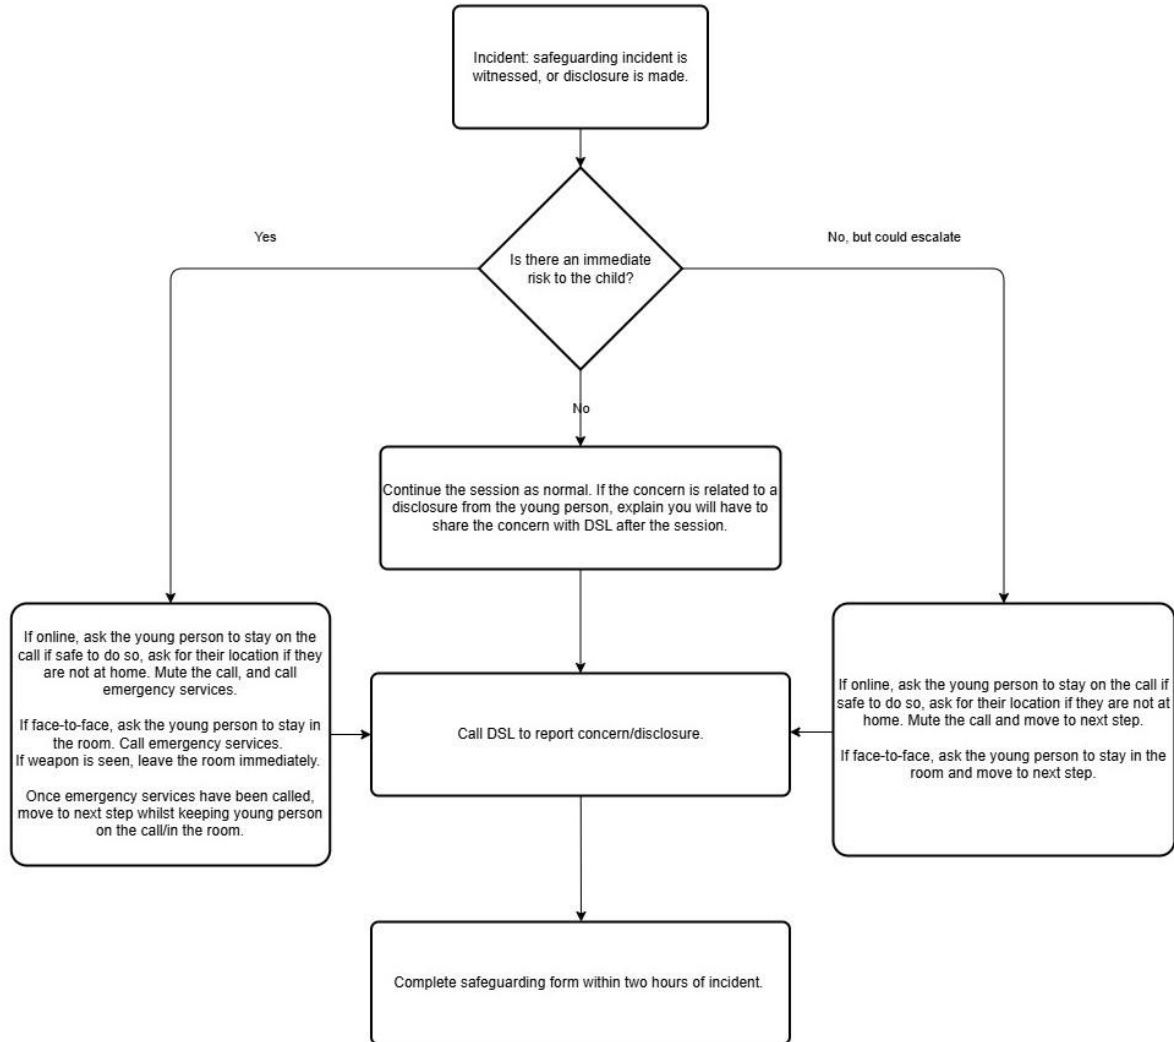 Incident: safeguarding incident is
witnessed, or disclosure is made.
Is there an immediate
risk to the child?
Yes
No, but could escalate
No
Continue the session as normal. If the concern is related to a
disclosure from the young person, explain you will have to
share the concern with DSL after the session.
If online, ask the young person to stay on the
call if safe to do so, ask for their location if they
are not at home. Mute the call, and call
emergency services.
If face-to-face, ask the young person to stay in
the room. Call emergency services.
If weapon is seen, leave the room immediately.
Once emergency services have been called,
move to next step whilst keeping young person
on the call/in the room.
Call DSL to report concern/disclosure.
If online, ask the young person to stay on the call if
safe to do so, ask for their location if they are not at
home. Mute the call and move to next step.
If face-to-face, ask the young person to stay in the
room and move to next step.
Complete safeguarding form within two hours of incident.